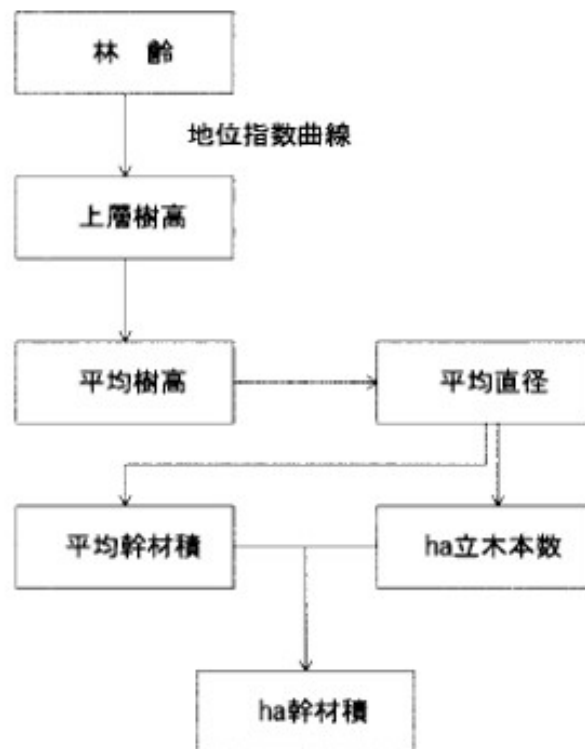 林 齢
地位指数曲線
上層樹高
平均樹高
平均直径
平均幹材積
ha立木本数
ha幹材積